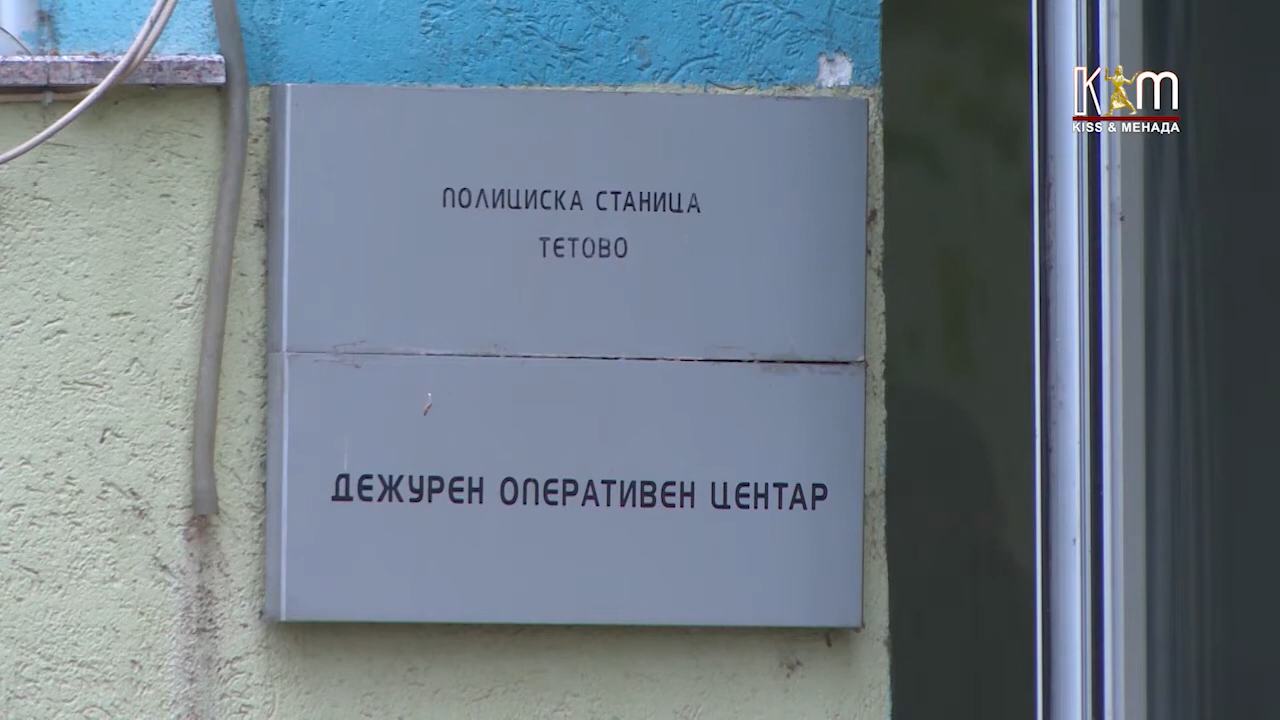 KM
KISS & МЕНАДА
ПОЛИЦИСКА СТАНИЦА
ТЕТОВО
ДЕЖУРЕН ОПЕРАТИВЕН ЦЕНТАР